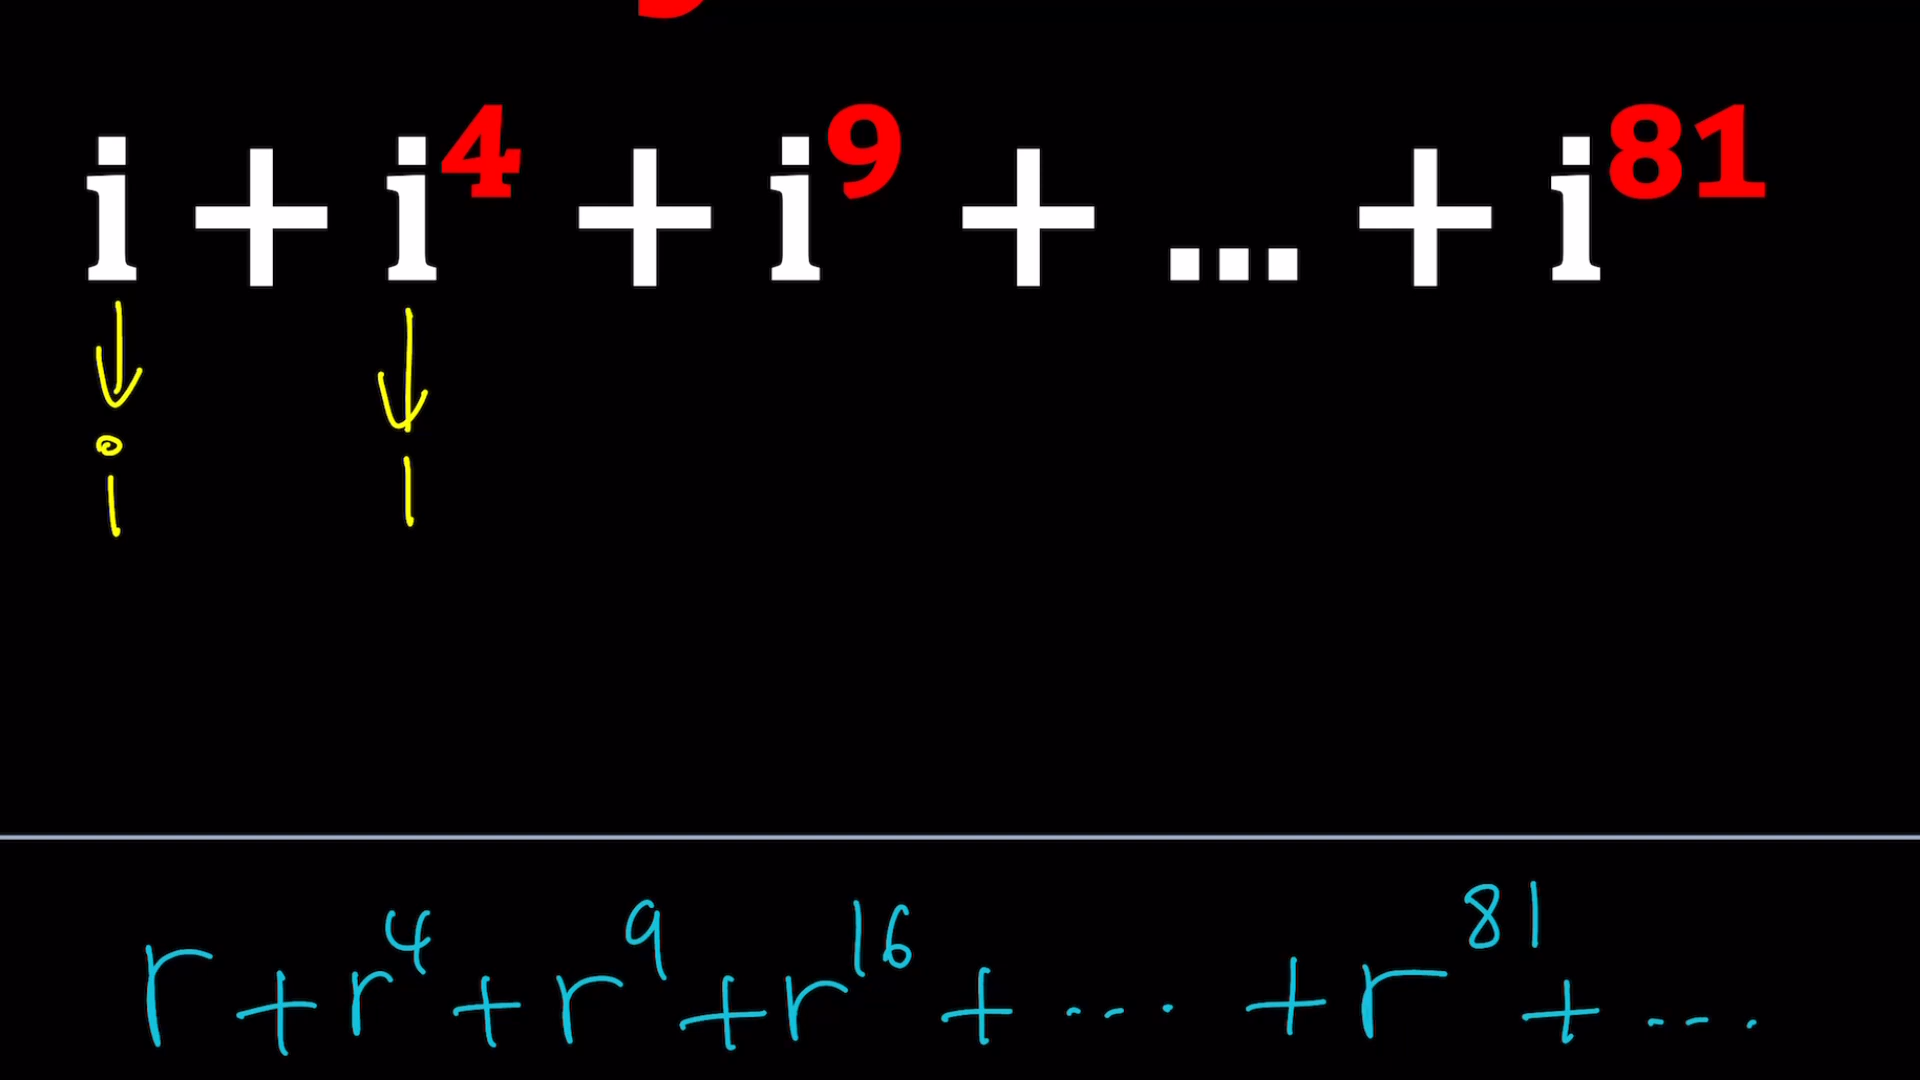 i + i⁴ + i⁹ + ... + i⁸¹
i 1
r + r⁴ + r⁹ + r¹⁶ + ... + r⁸¹ + ...